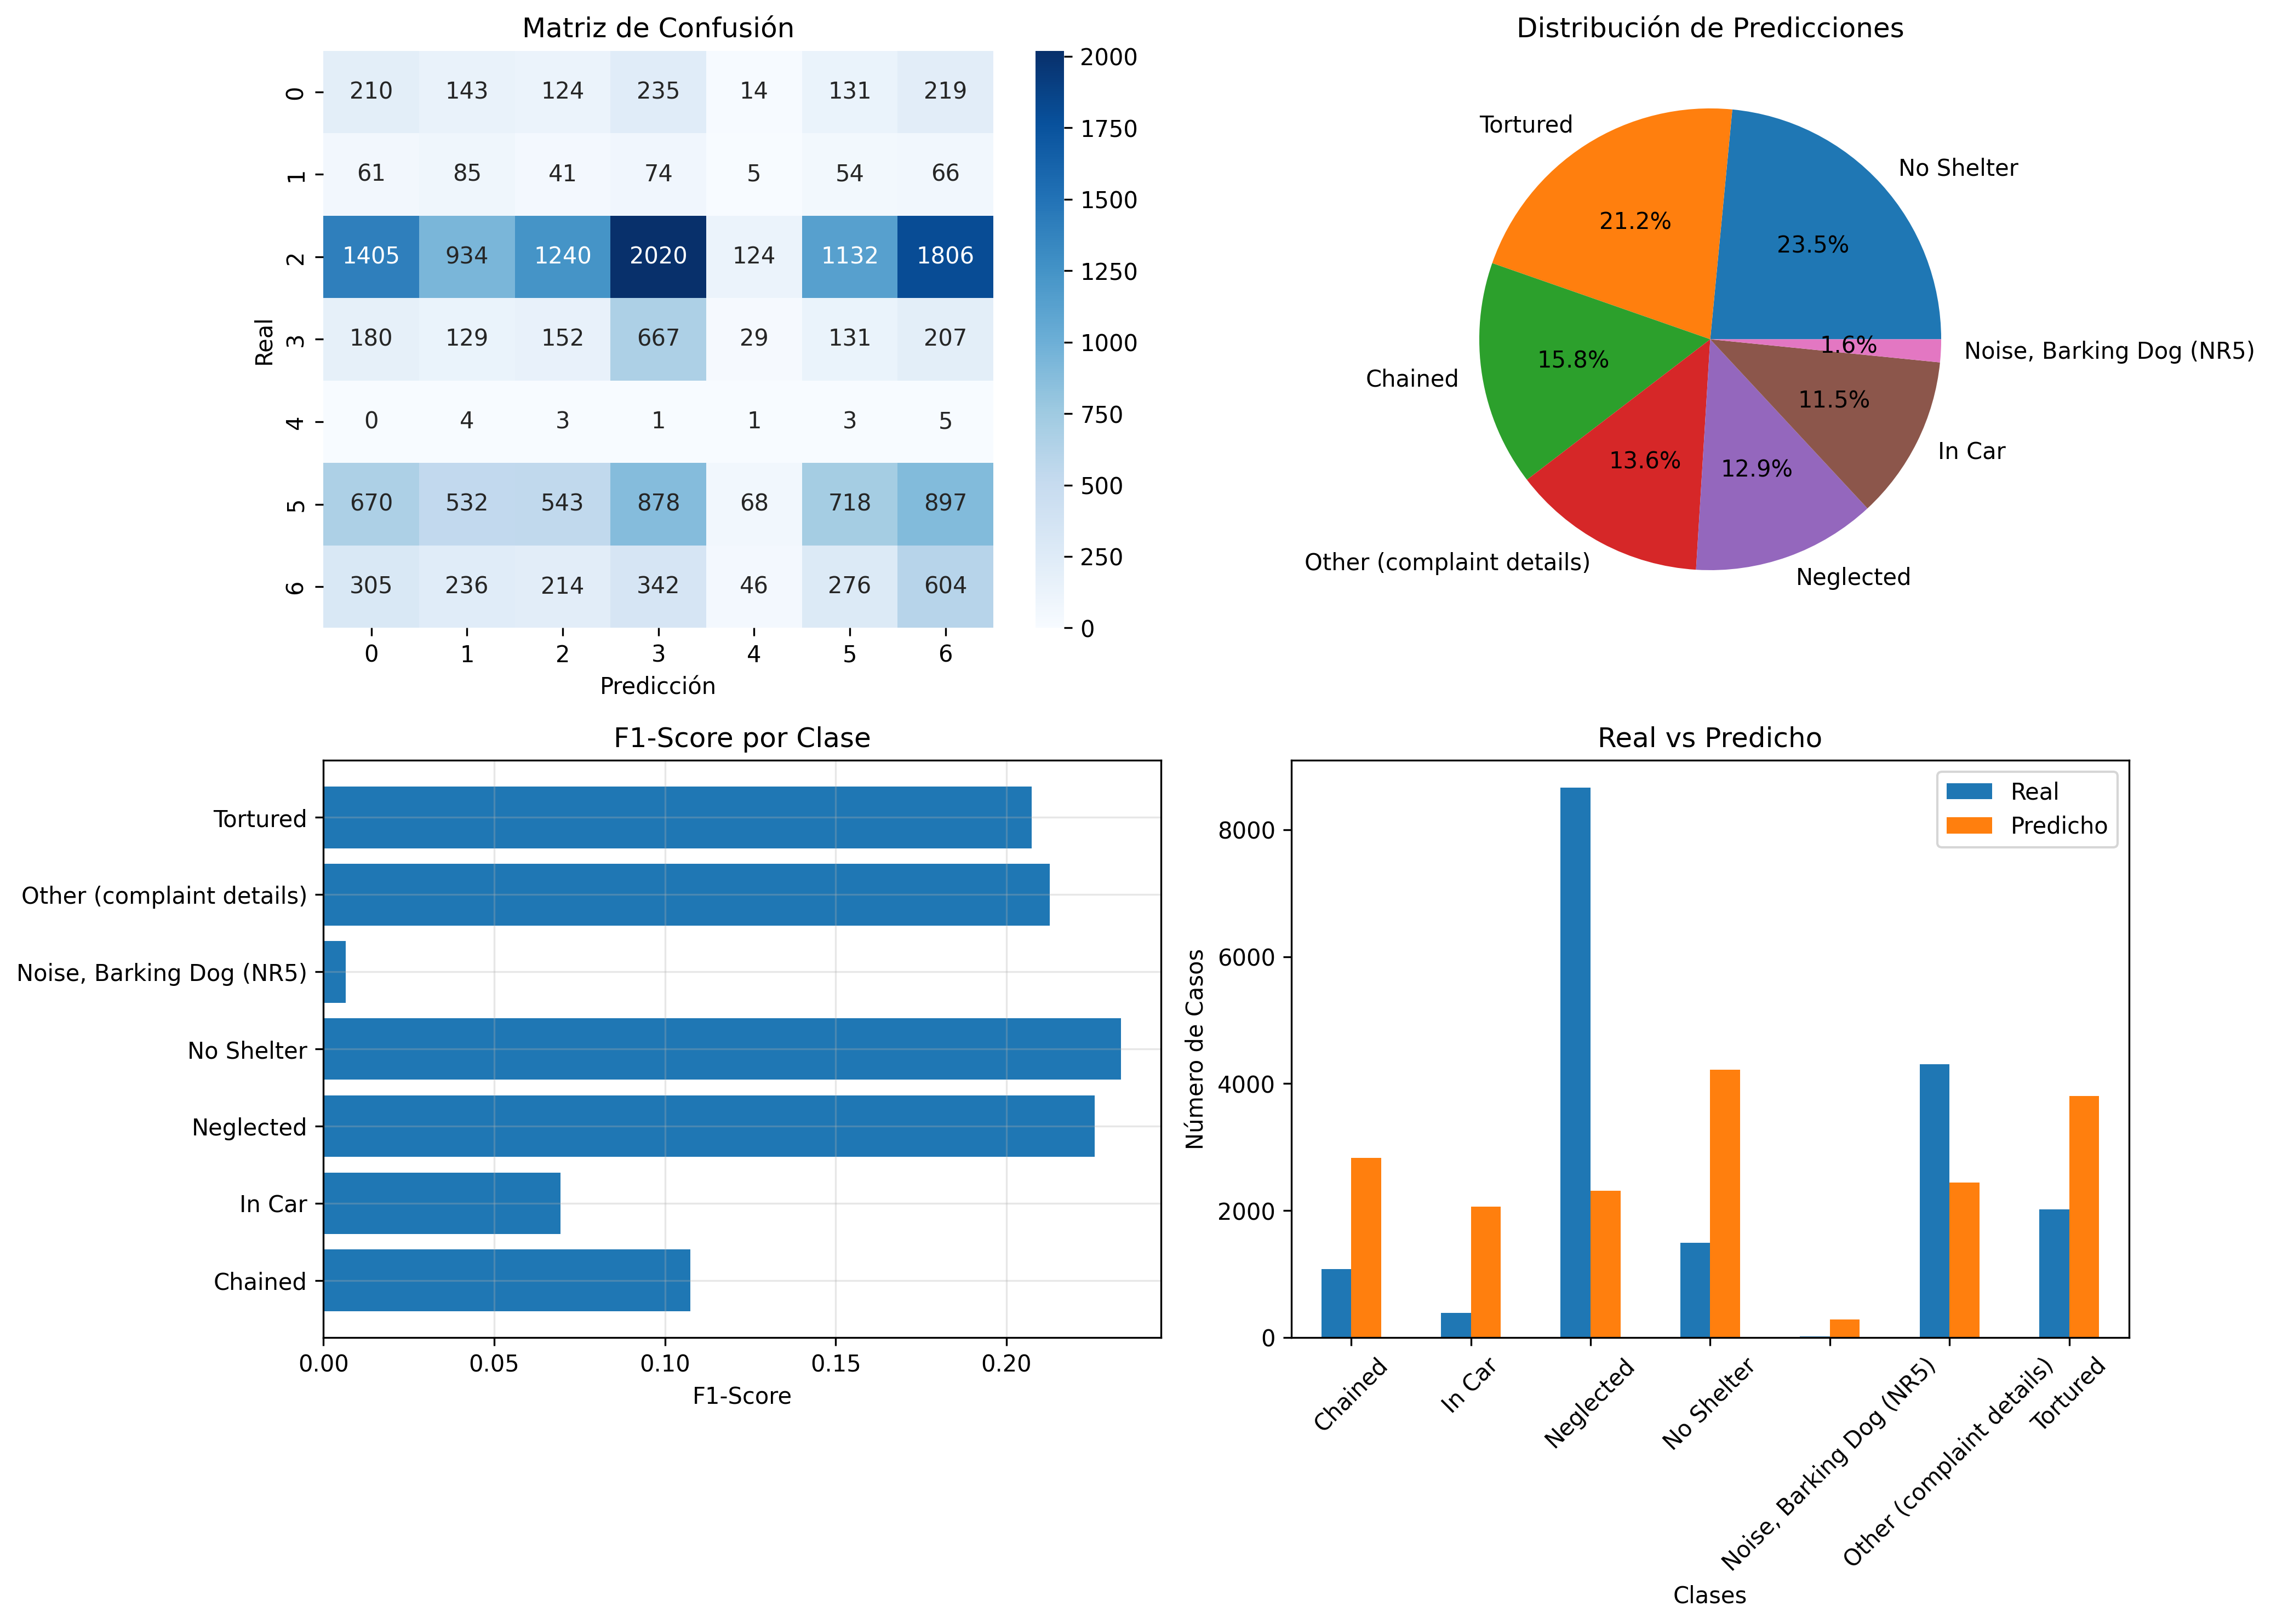 Matriz de Confusión
0 210 143 124 235 14 131 219
1 61 85 41 74 5 54 66
2 1405 934 1240 2020 124 1132 1806
3 180 129 152 667 29 131 207
4 0 4 3 1 1 3 5
5 670 532 543 878 68 718 897
6 305 236 214 342 46 276 604
Real
0 1 2 3 4 5 6
Predicción
2000
1750
1500
1250
1000
750
500
250
0
Distribución de Predicciones
Tortured
No Shelter
21.2%
23.5%
1.6%
Noise, Barking Dog (NR5)
Chained
15.8%
11.5%
In Car
13.6%
12.9%
Other (complaint details)
Neglected
F1-Score por Clase
Tortured
Other (complaint details)
Noise, Barking Dog (NR5)
No Shelter
Neglected
In Car
Chained
0.00 0.05 0.10 0.15 0.20
F1-Score
Real vs Predicho
Real
Predicho
8000
6000
4000
2000
0
Número de Casos
Chained
In Car
Neglected
No Shelter
Noise, Barking Dog (NR5)
Other (complaint details)
Tortured
Clases